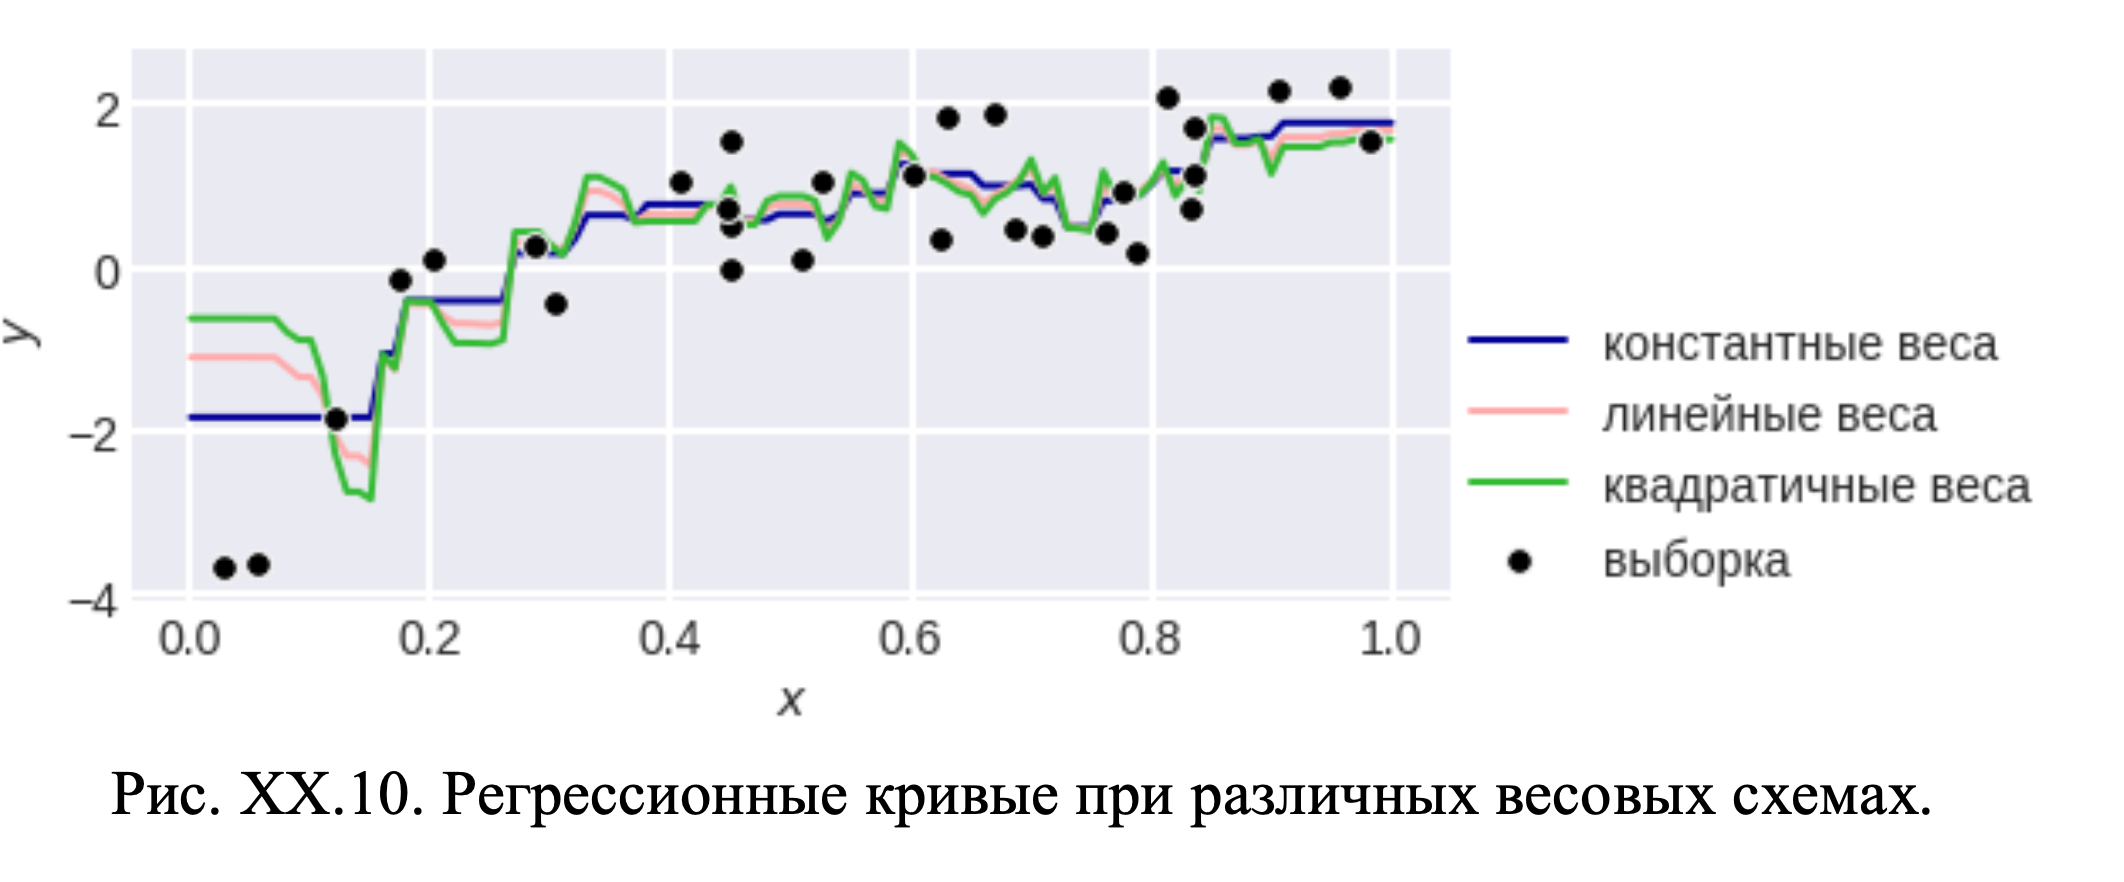 2
0
−2
−4
y
0.0 0.2 0.4 0.6 0.8 1.0
x
константные веса
линейные веса
квадратичные веса
выборка
Рис. XX.10. Регрессионные кривые при различных весовых схемах.